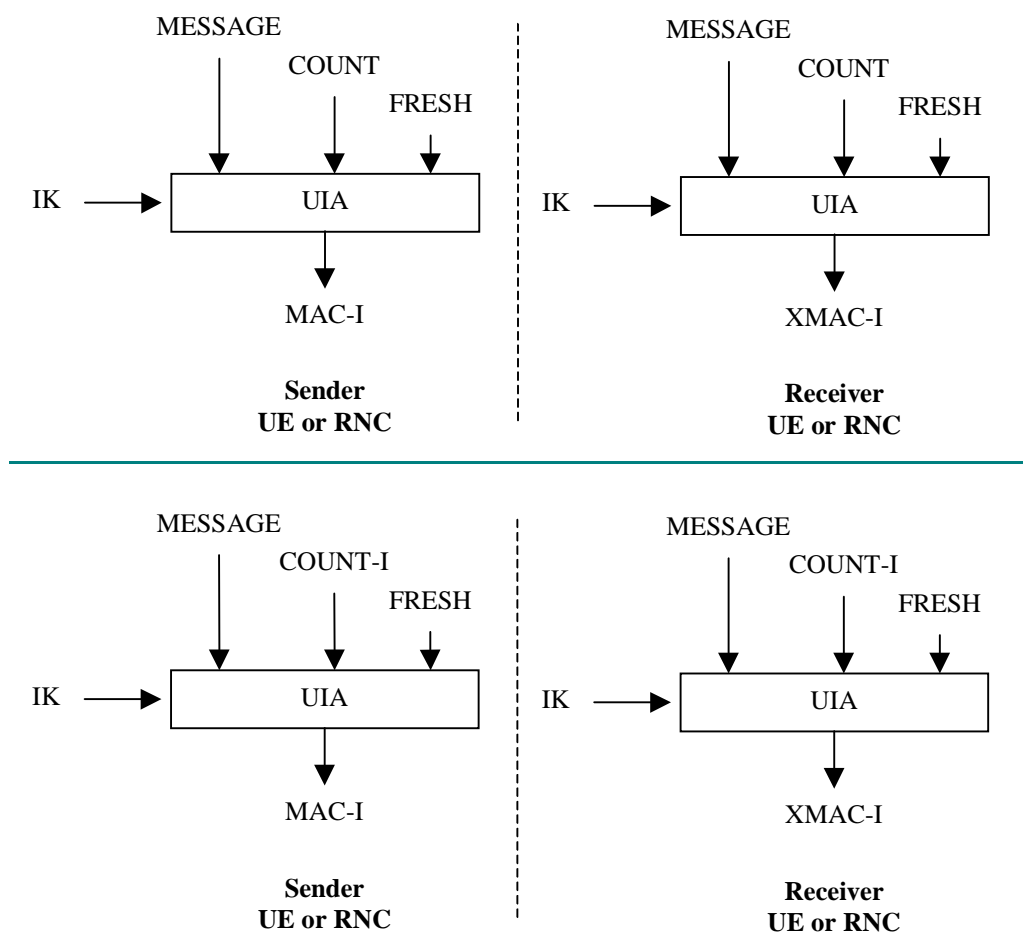 MESSAGE
COUNT
FRESH
IK
UIA
MAC-I
Sender
UE or RNC
MESSAGE
COUNT
FRESH
IK
UIA
XMAC-I
Receiver
UE or RNC
MESSAGE
COUNT-I
FRESH
IK
UIA
MAC-I
Sender
UE or RNC
MESSAGE
COUNT-I
FRESH
IK
UIA
XMAC-I
Receiver
UE or RNC